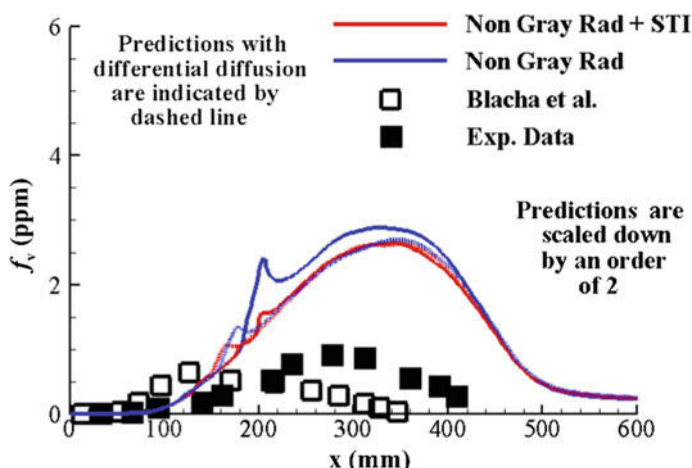 Predictions with
differential diffusion
are indicated by
dashed line
Non Gray Rad + STI
Non Gray Rad
Blacha et al.
Exp. Data
Predictions are
scaled down
by an order
of 2
6
4
2
0
f_v (ppm)
0 100 200 300 400 500 600
x (mm)